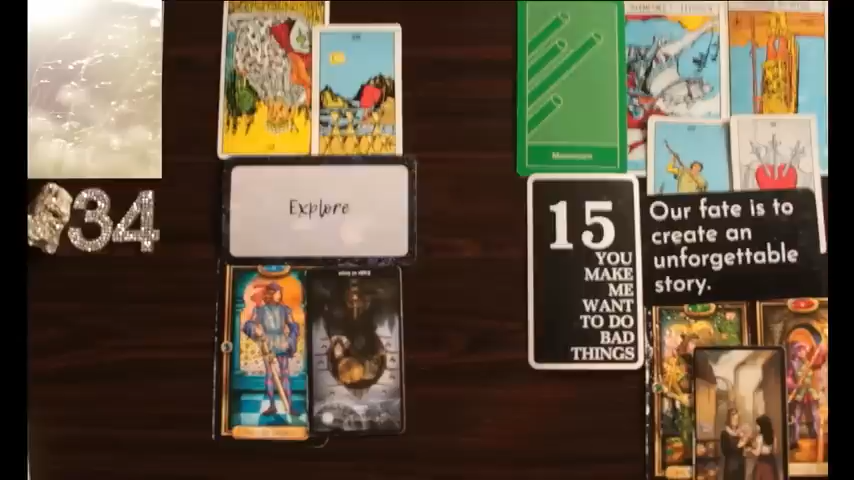 34
Explore
Movement
15
YOU
MAKE
ME
WANT
TO DO
BAD
THINGS
Our fate is to
create an
unforgettable
story.